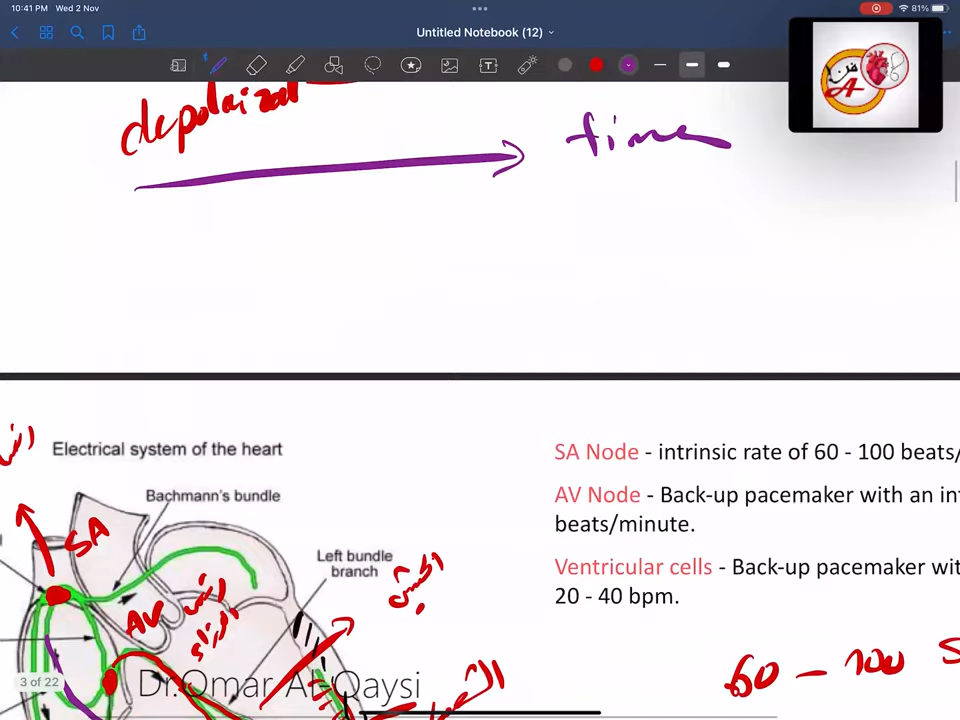 10:41 PM Wed 2 Nov
81%
Untitled Notebook (12)
فزا
A
depolarizat
time
Electrical system of the heart
Bachmann's bundle
Left bundle
branch
SA
AV
SA Node - intrinsic rate of 60 - 100 beats/
AV Node - Back-up pacemaker with an in
beats/minute.
Ventricular cells - Back-up pacemaker wit
20 - 40 bpm.
60 - 100 S
3 of 22
Dr.Omar Al-Qaysi